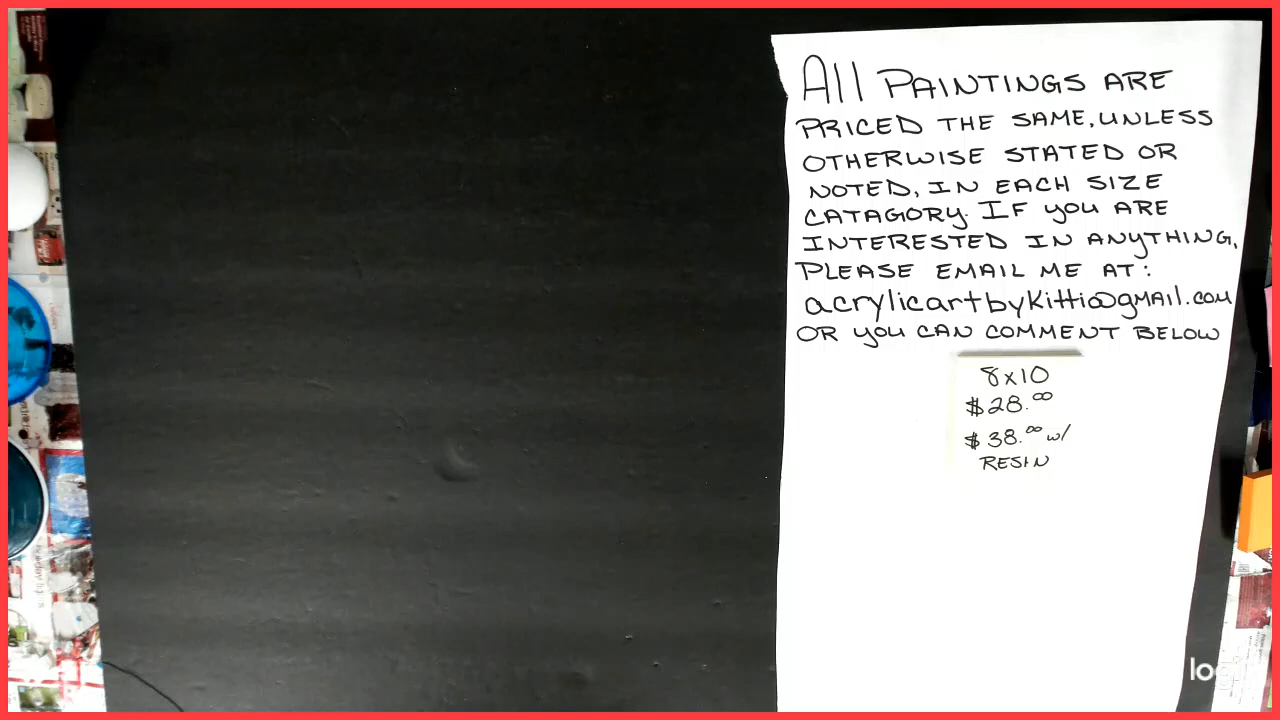 All PAINTINGS ARE
PRICED THE SAME, UNLESS
OTHERWISE STATED OR
NOTED, IN EACH SIZE
CATAGORY. IF YOU ARE
INTERESTED IN ANYTHING,
PLEASE EMAIL ME AT:
acrylicartbyKitti@gmail.com
OR YOU CAN COMMENT BELOW
8x10
$28.00
$38.00 w/
RESIN
logi